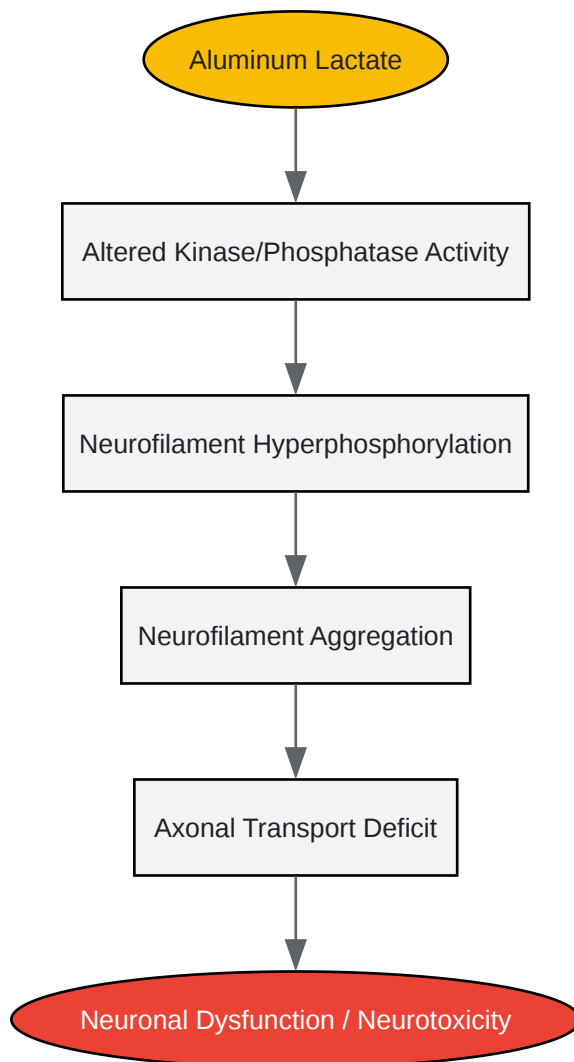 Aluminum Lactate
Altered Kinase/Phosphatase Activity
Neurofilament Hyperphosphorylation
Neurofilament Aggregation
Axonal Transport Deficit
Neuronal Dysfunction / Neurotoxicity